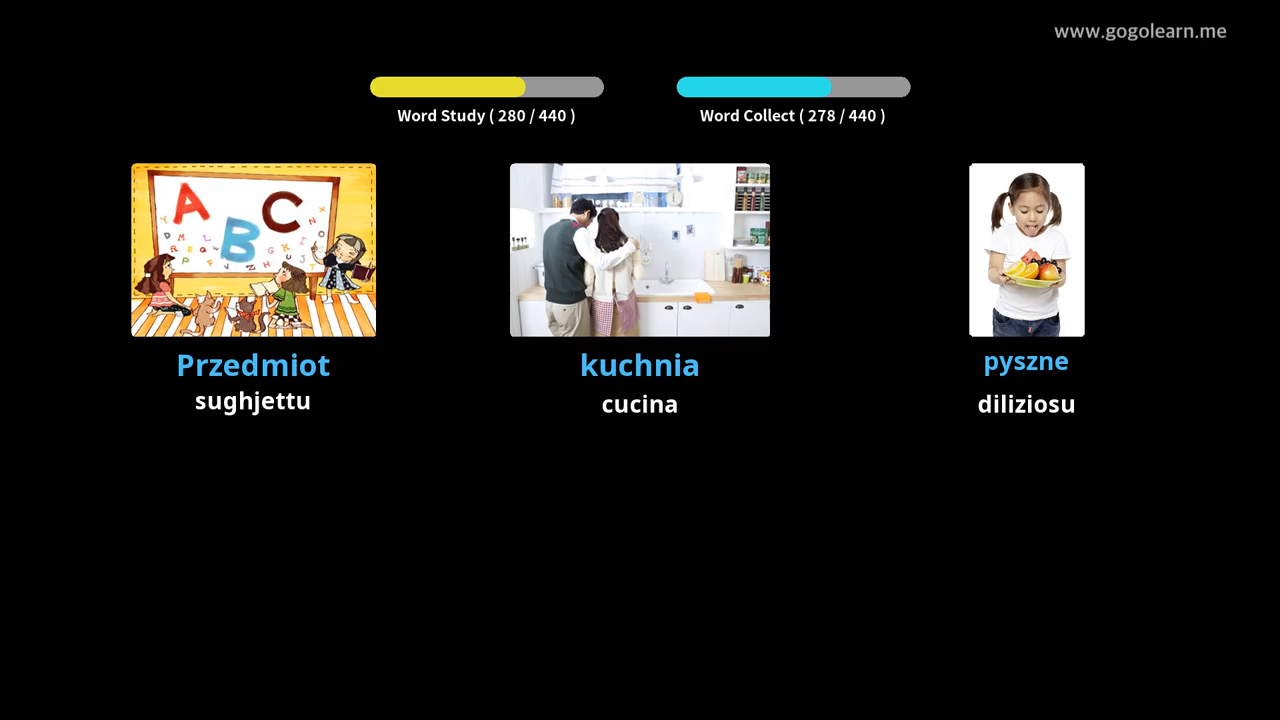 www.gogolearn.me
Word Study ( 280 / 440 )
Word Collect ( 278 / 440 )
A B C
Przedmiot
kuchnia
pyszne
sughjettu
cucina
diliziosu